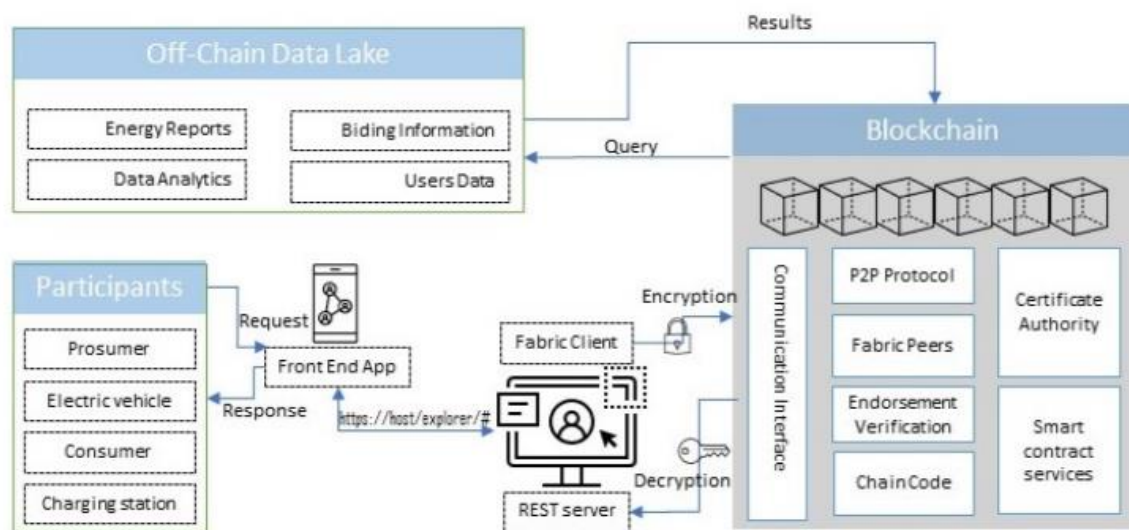 Results
Off-Chain Data Lake
Energy Reports
Biding Information
Data Analytics
Users Data
Query
Blockchain
Participants
Prosumer
Electric vehicle
Consumer
Charging station
Request
Front End App
Response
https://host/explorer/#
Fabric Client
REST server
Encryption
Decryption
Communication Interface
P2P Protocol
Fabric Peers
Endorsement
Verification
Chain Code
Certificate
Authority
Smart
contract
services